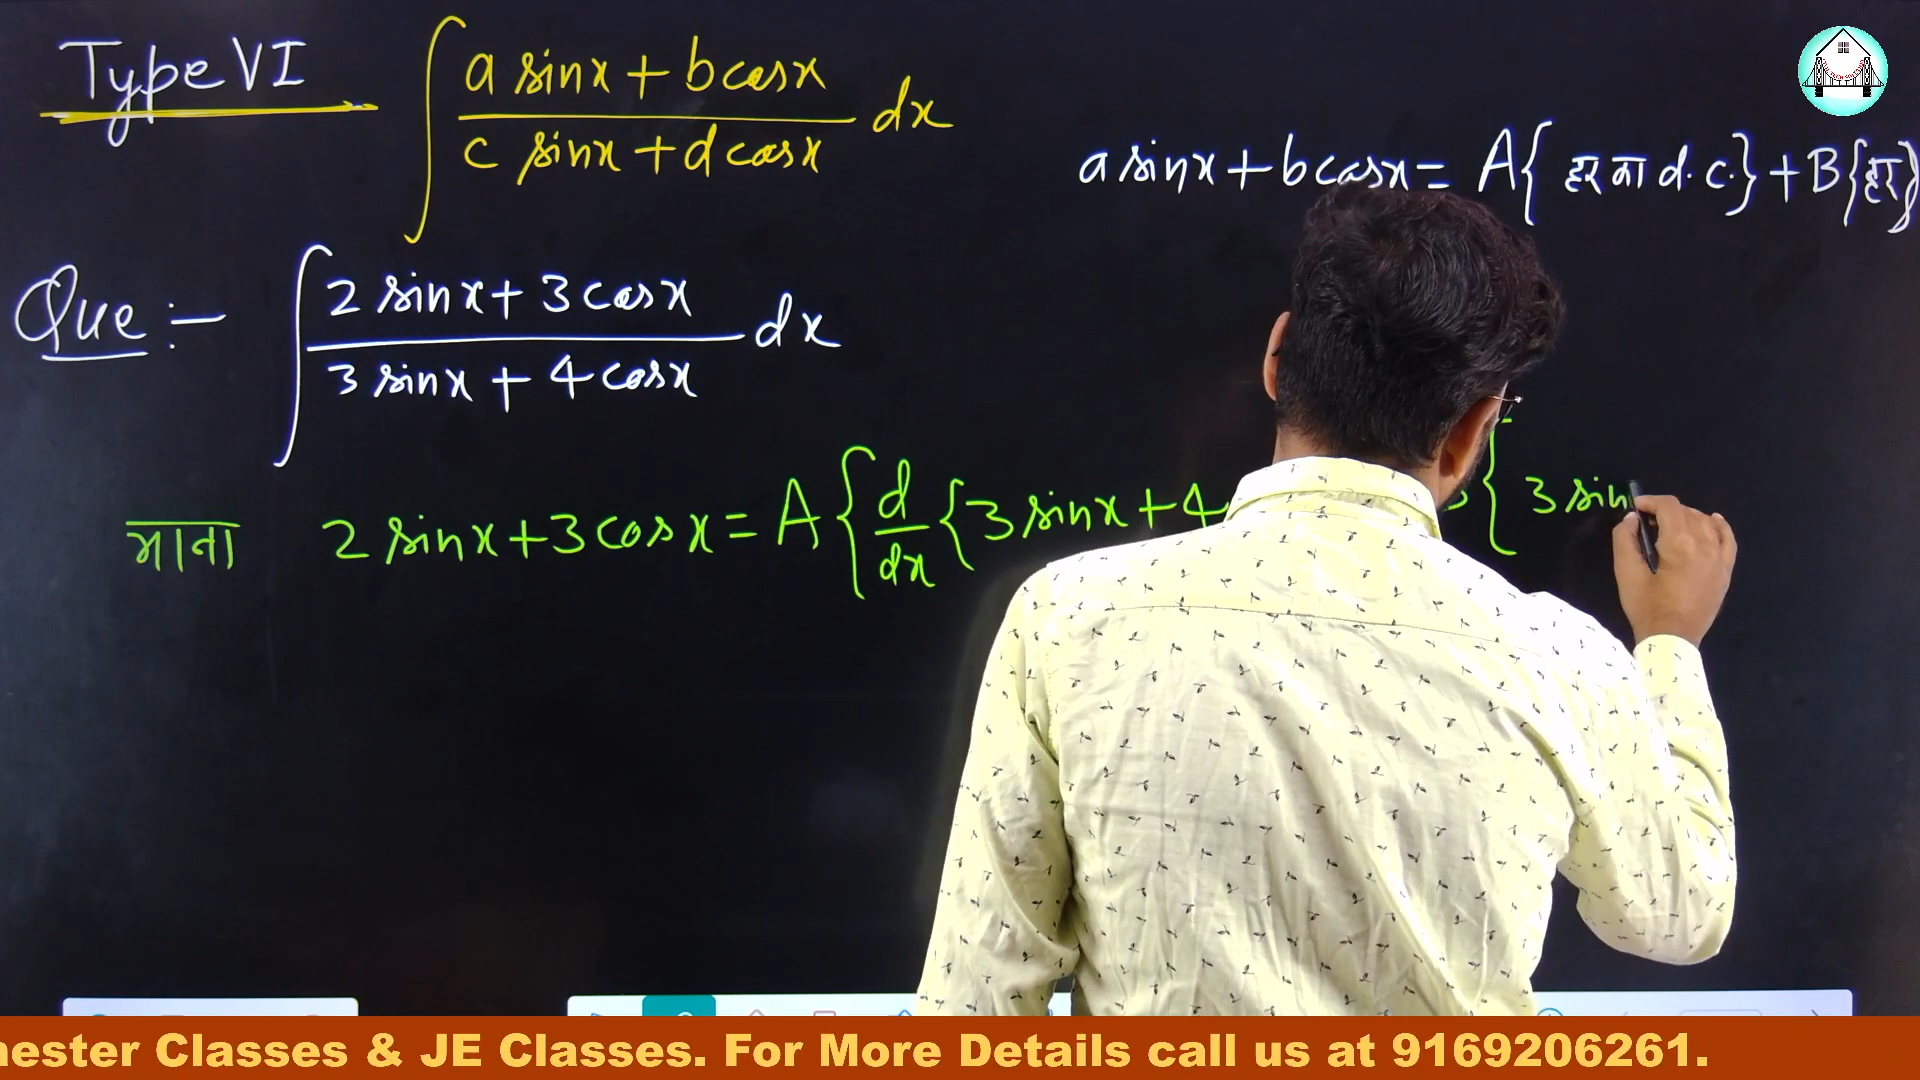 Type VI ∫ (a sinx + b cosx)/(c sinx + d cosx) dx
a sinx + b cosx = A{ हर का d.c.} + B{हर}
Que :- ∫ (2 sinx + 3 cosx)/(3 sinx + 4 cosx) dx
माना 2 sinx + 3 cosx = A { d/dx { 3 sinx + 4 { 3 sin
nester Classes & JE Classes. For More Details call us at 9169206261.